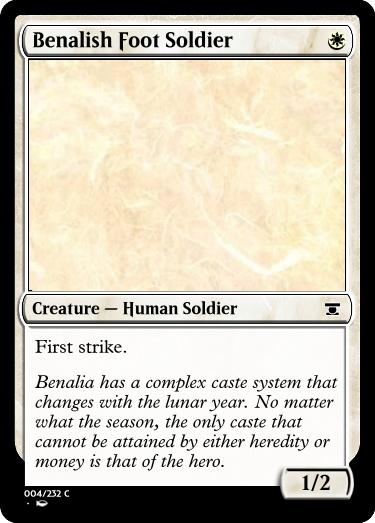 Benalish Foot Soldier
Creature — Human Soldier
First strike.
Benalia has a complex caste system that
changes with the lunar year. No matter
what the season, the only caste that
cannot be attained by either heredity or
money is that of the hero.
1/2
004/232 C